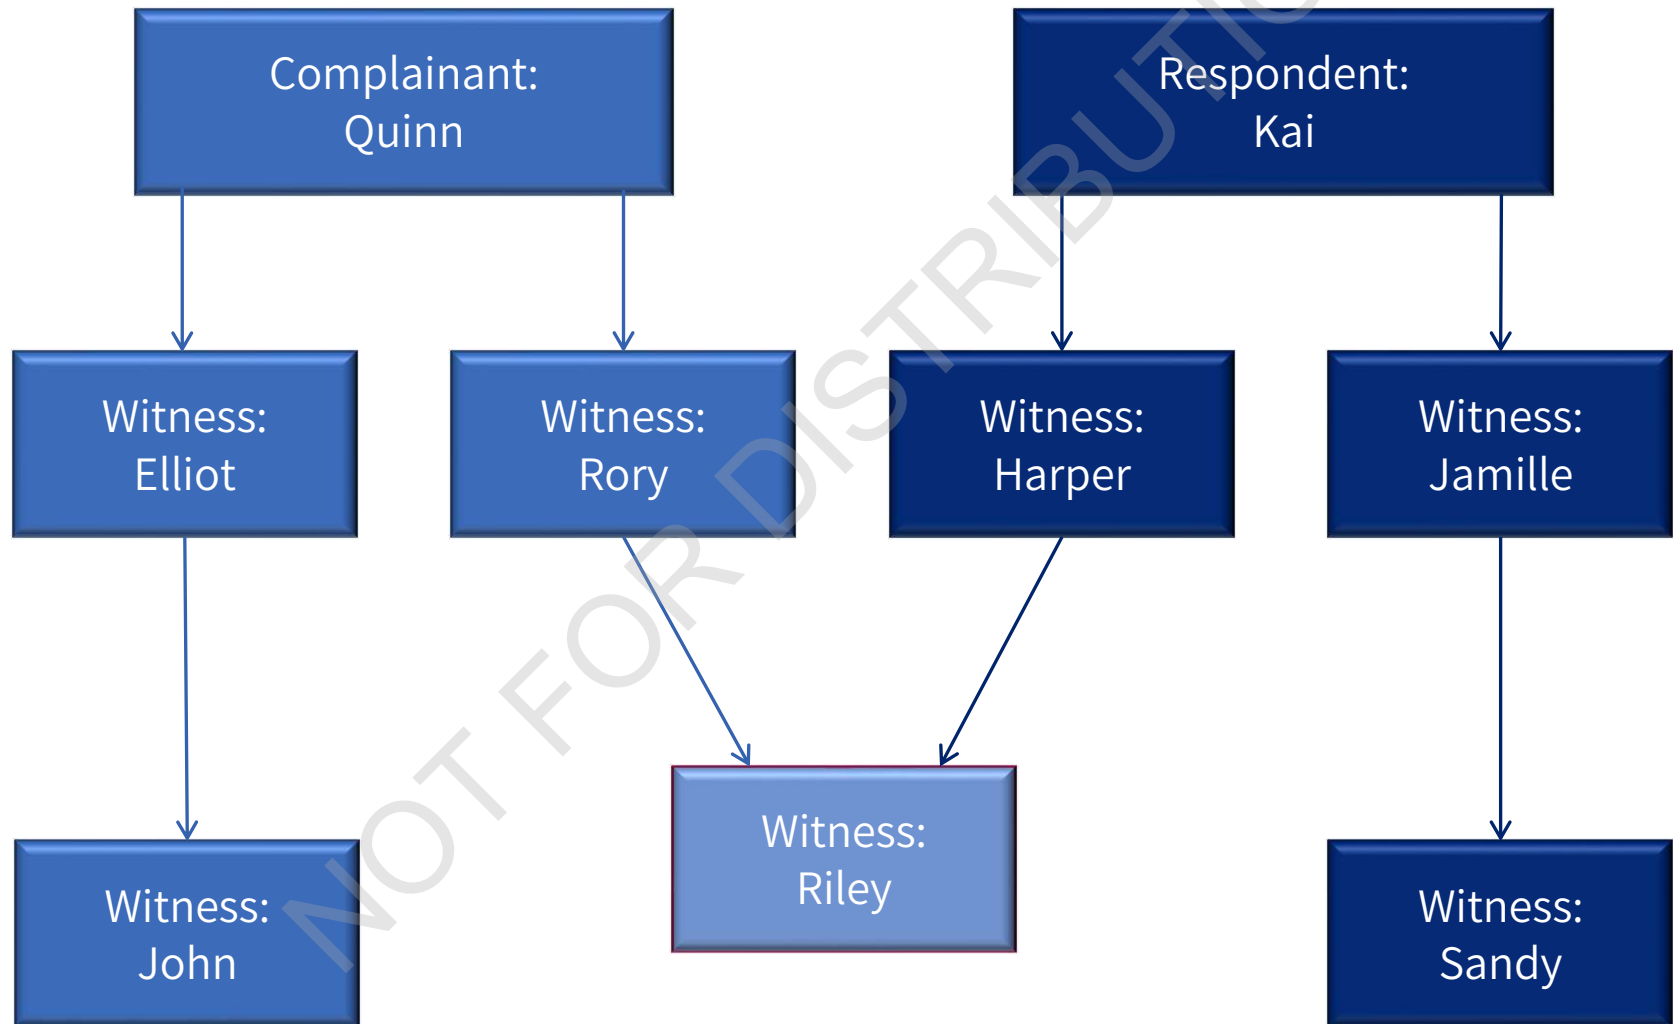 Complainant:
Quinn
Respondent:
Kai
Witness:
Elliot
Witness:
Rory
Witness:
Harper
Witness:
Jamille
Witness:
Riley
Witness:
John
Witness:
Sandy
NOT FOR DISTRIBUTIO